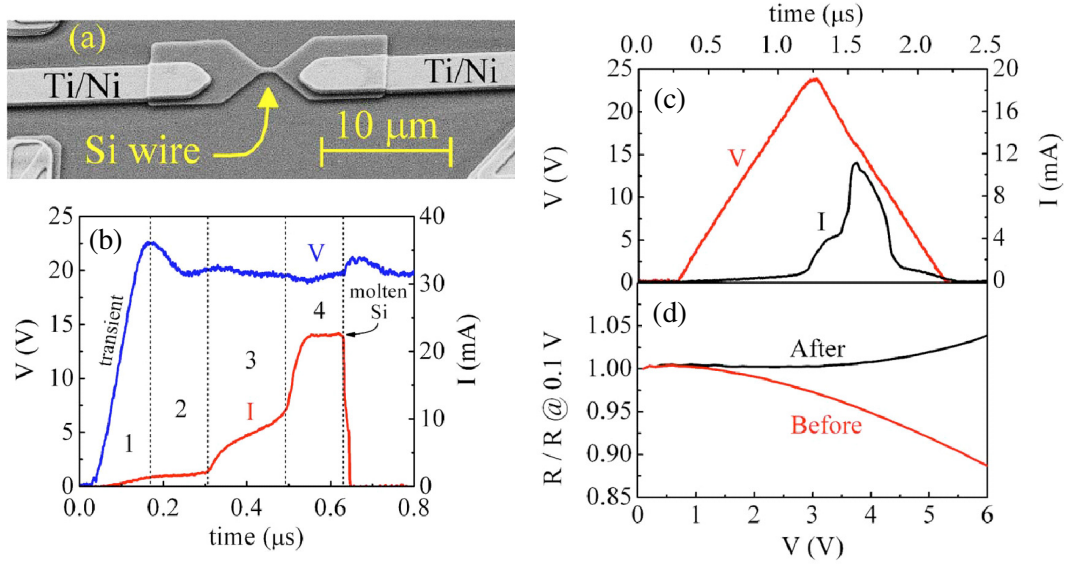 (a)
Ti/Ni
Ti/Ni
Si wire
10 μm
(b)
25
20
15
10
5
0
V (V)
transient
1
2
3
4
V
I
molten
Si
40
30
20
10
0
I (mA)
0.0 0.2 0.4 0.6 0.8
time (μs)
time (μs)
0.0 0.5 1.0 1.5 2.0 2.5
(c)
25
20
15
10
5
0
V (V)
V
I
20
16
12
8
4
0
I (mA)
(d)
1.05
1.00
0.95
0.90
0.85
R / R @ 0.1 V
After
Before
0 1 2 3 4 5 6
V (V)